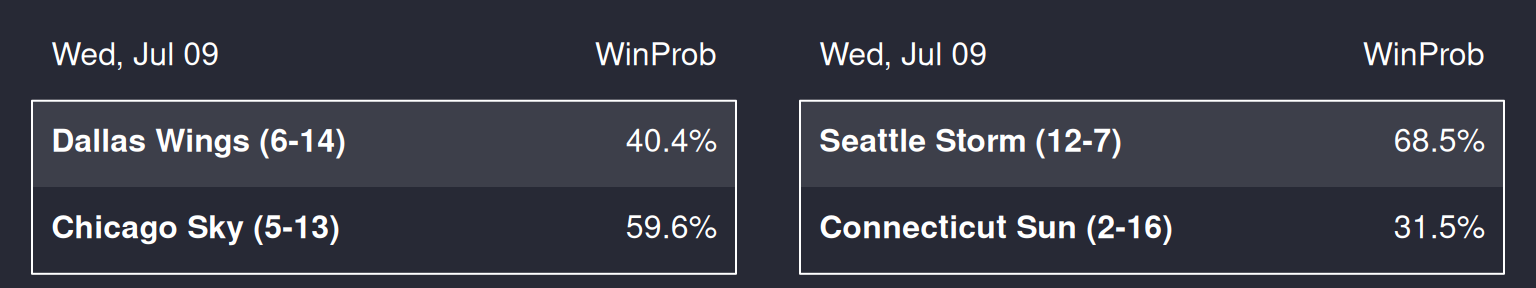 Wed, Jul 09 WinProb
Dallas Wings (6-14) 40.4%
Chicago Sky (5-13) 59.6%
Wed, Jul 09 WinProb
Seattle Storm (12-7) 68.5%
Connecticut Sun (2-16) 31.5%